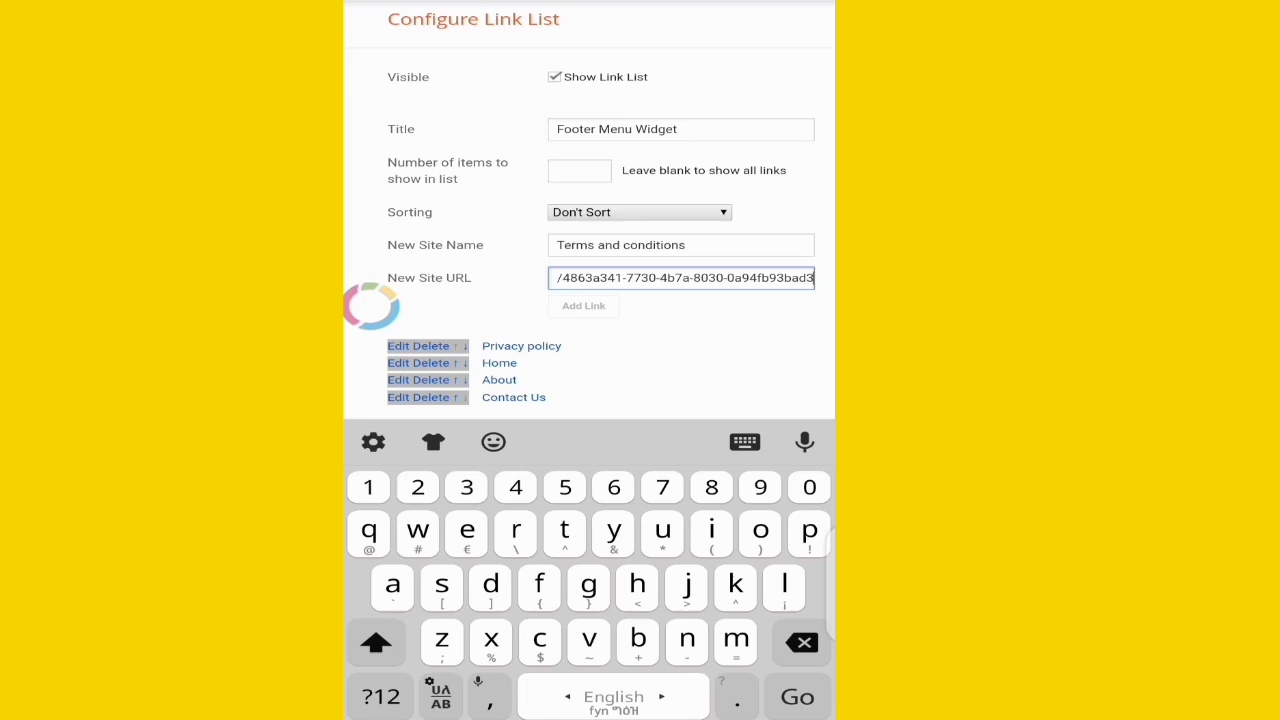 Configure Link List
Visible
Show Link List
Title
Footer Menu Widget
Number of items to
show in list
Leave blank to show all links
Sorting
Don't Sort
New Site Name
Terms and conditions
New Site URL
/4863a341-7730-4b7a-8030-0a94fb93bad3
Add Link
Edit Delete ↑ ↓ Privacy policy
Edit Delete ↑ ↓ Home
Edit Delete ↑ ↓ About
Edit Delete ↑ ↓ Contact Us
1 2 3 4 5 6 7 8 9 0
q w e r t y u i o p
@ # € \ ^ & * ( ) !
a s d f g h j k l
` [ ] { } < > ^ ¡
z x c v b n m
; % $ ~ + - =
?12 AB , English ? . Go